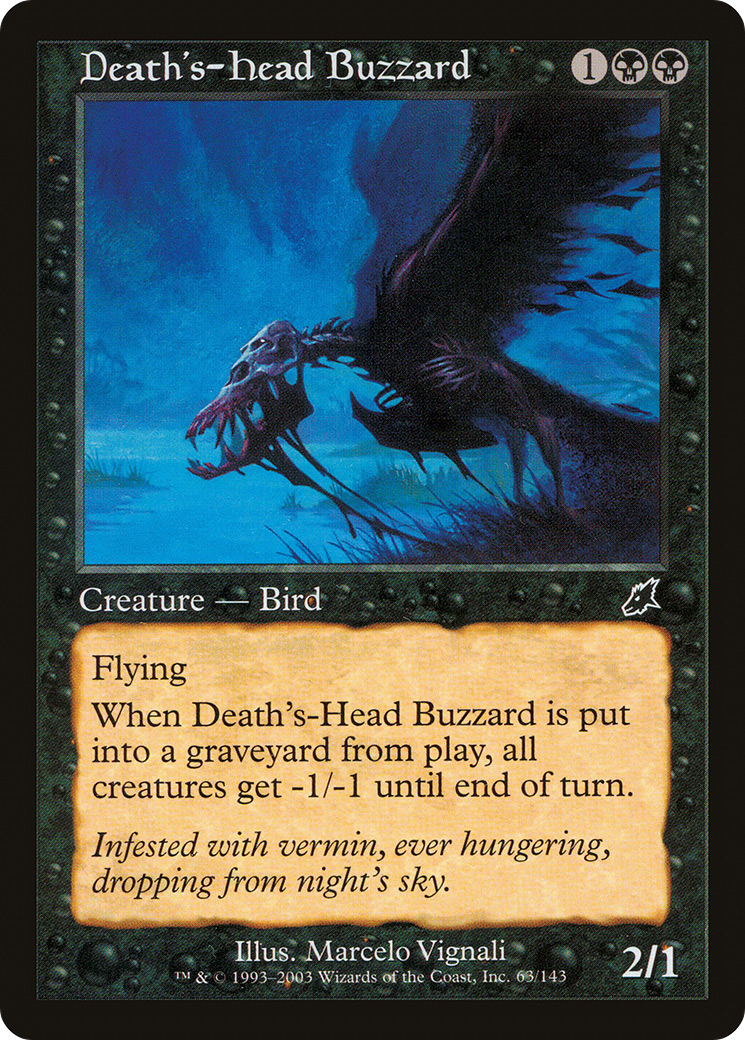 Death's-Head Buzzard
1
Creature — Bird
Flying
When Death's-Head Buzzard is put
into a graveyard from play, all
creatures get -1/-1 until end of turn.
Infested with vermin, ever hungering,
dropping from night's sky.
Illus. Marcelo Vignali
™ & © 1993–2003 Wizards of the Coast, Inc. 63/143
2/1